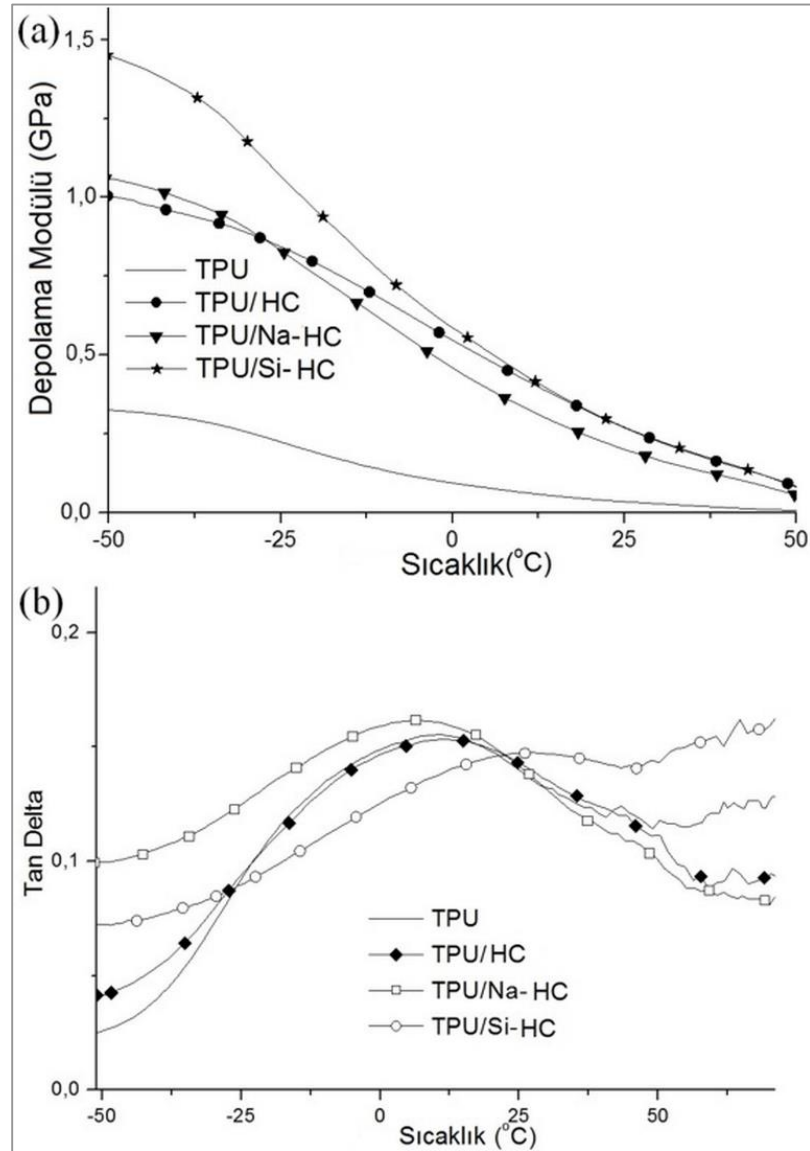 (a)
1,5
1,0
0,5
0,0
Depolama Modülü (GPa)
TPU
TPU/HC
TPU/Na-HC
TPU/Si-HC
-50
-25
0
25
50
Sıcaklık(°C)
(b)
0,2
0,1
0,0
Tan Delta
TPU
TPU/HC
TPU/Na-HC
TPU/Si-HC
-50
-25
0
25
50
Sıcaklık (°C)